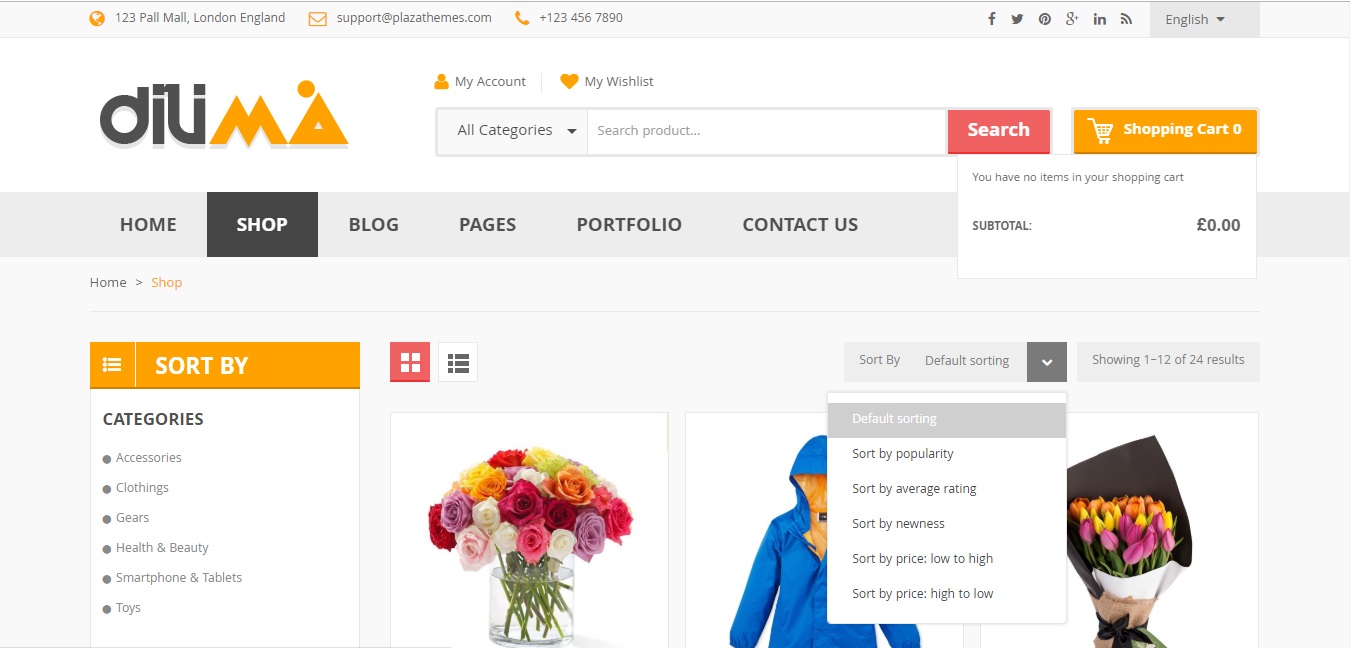 123 Pall Mall, London England
support@plazathemes.com
+123 456 7890
English
diliMA
My Account
My Wishlist
All Categories
Search product...
Search
Shopping Cart 0
You have no items in your shopping cart
SUBTOTAL: £0.00
HOME
SHOP
BLOG
PAGES
PORTFOLIO
CONTACT US
Home > Shop
SORT BY
CATEGORIES
Accessories
Clothings
Gears
Health & Beauty
Smartphone & Tablets
Toys
Sort By
Default sorting
Showing 1–12 of 24 results
Default sorting
Sort by popularity
Sort by average rating
Sort by newness
Sort by price: low to high
Sort by price: high to low